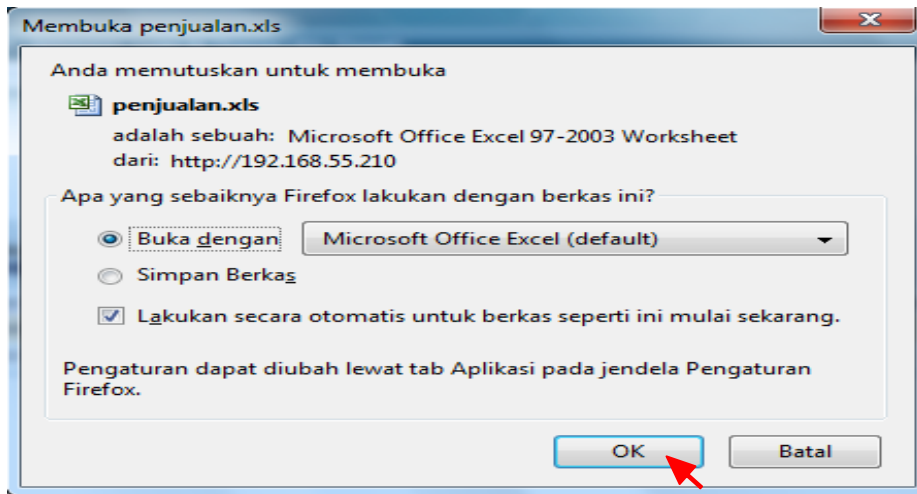 Membuka penjualan.xls
Anda memutuskan untuk membuka
penjualan.xls
adalah sebuah: Microsoft Office Excel 97-2003 Worksheet
dari: http://192.168.55.210
Apa yang sebaiknya Firefox lakukan dengan berkas ini?
Buka dengan Microsoft Office Excel (default)
Simpan Berkas
Lakukan secara otomatis untuk berkas seperti ini mulai sekarang.
Pengaturan dapat diubah lewat tab Aplikasi pada jendela Pengaturan
Firefox.
OK Batal